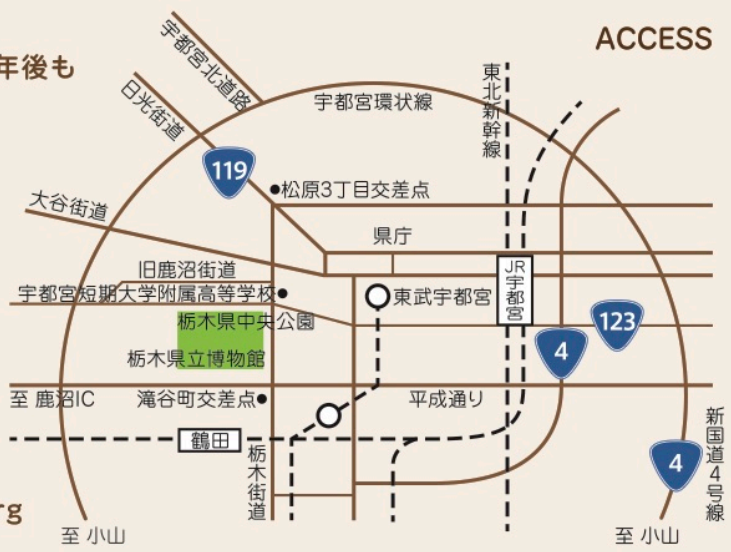 ACCESS
年後も
宇都宮北道路
日光街道
宇都宮環状線
東北新幹線
119
松原3丁目交差点
大谷街道
県庁
旧鹿沼街道
JR宇都宮
宇都宮短期大学附属高等学校
東武宇都宮
栃木県中央公園
123
4
栃木県立博物館
至 鹿沼IC
滝谷町交差点
平成通り
新国道4号線
鶴田
栃木街道
4
rg
至 小山
至 小山